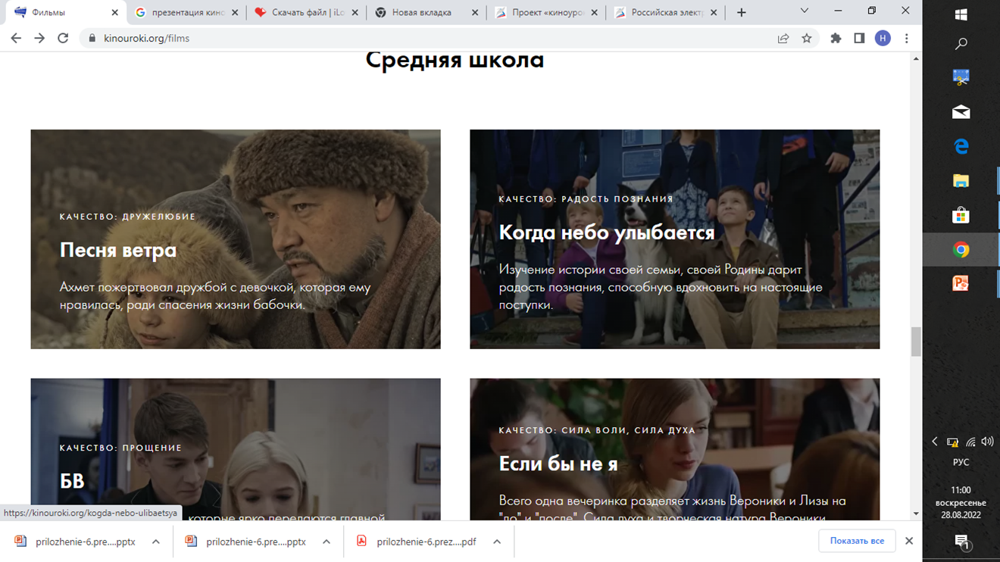 Фильмы
презентация кино
Скачать файл | iLo
Новая вкладка
Проект «киноурок
Российская электр
kinouroki.org/films
Н
Средняя школа
КАЧЕСТВО: ДРУЖЕЛЮБИЕ
Песня ветра
Ахмет пожертвовал дружбой с девочкой, которая ему
нравилась, ради спасения жизни бабочки.
КАЧЕСТВО: РАДОСТЬ ПОЗНАНИЯ
Когда небо улыбается
Изучение истории своей семьи, своей Родины дарит
радость познания, способную вдохновить на настоящие
поступки.
КАЧЕСТВО: ПРОЩЕНИЕ
БВ
которые ярко передаются главной
КАЧЕСТВО: СИЛА ВОЛИ, СИЛА ДУХА
Если бы не я
Всего одна вечеринка разделяет жизнь Вероники и Лизы на
"до" и "после". Сила духа и творческая натура Вероники
https://kinouroki.org/kogda-nebo-ulibaetsya
prilozhenie-6.pre....pptx
prilozhenie-6.pre....pptx
prilozhenie-6.prez....pdf
Показать все
РУС
11:00
воскресенье
28.08.2022
1